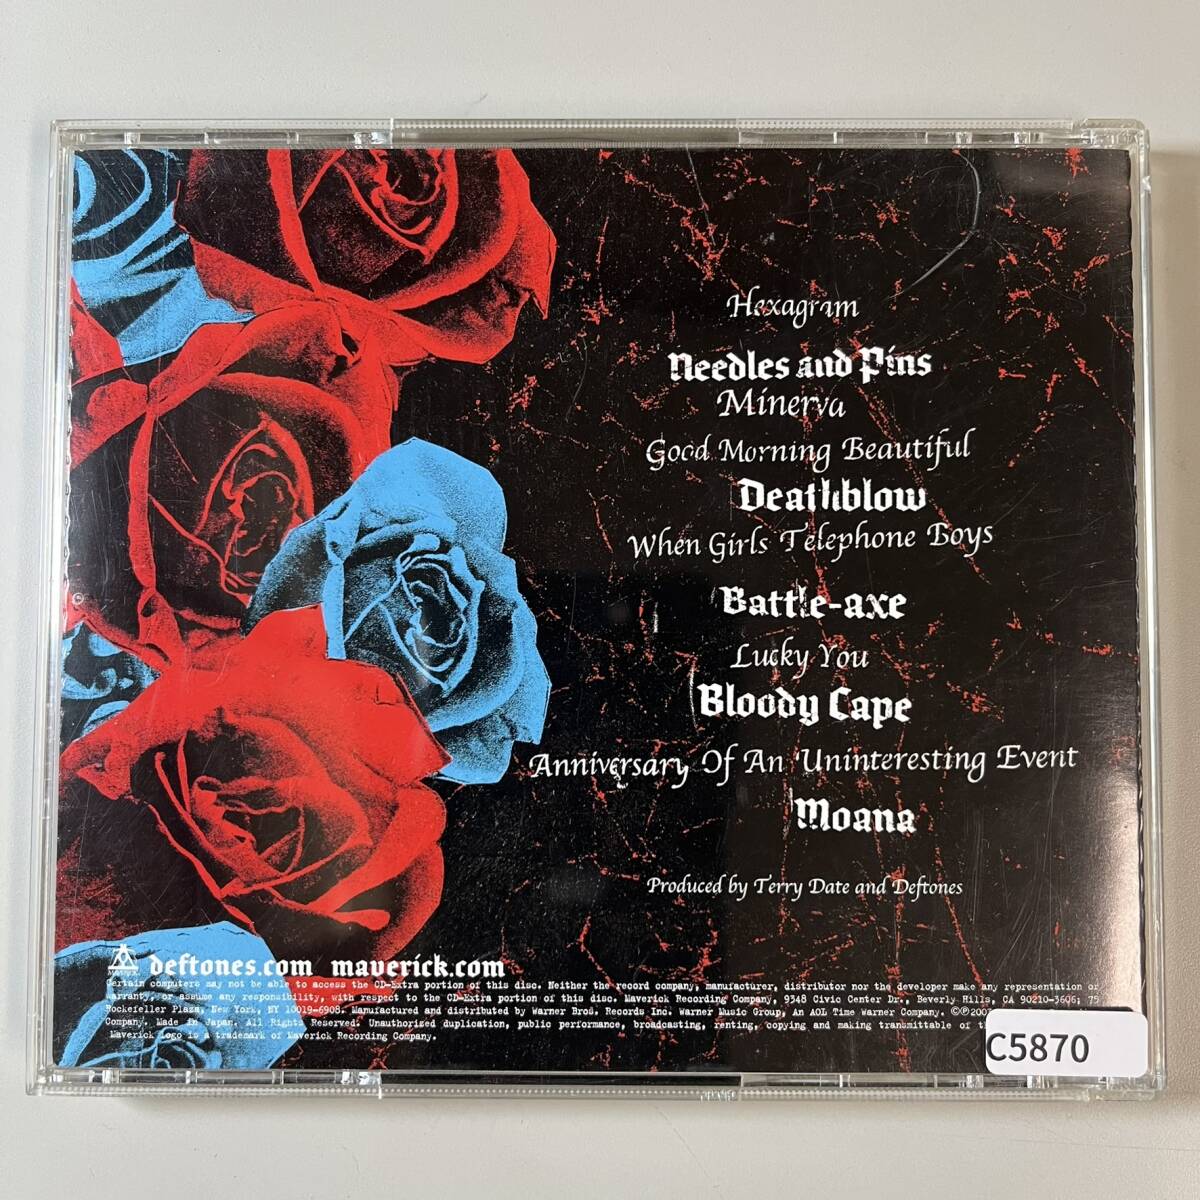 Hexagram
Needles and Pins
Minerva
Good Morning Beautiful
Deathblow
When Girls Telephone Boys
Battle-axe
Lucky You
Bloody Cape
Anniversary Of An Uninteresting Event
Moana
Produced by Terry Date and Deftones
MAVERICK
deftones.com maverick.com
Certain computers may not be able to access the CD-Extra portion of this disc. Neither the record company, manufacturer, distributor nor the developer make any representation or
warranty, or assume any responsibility, with respect to the CD-Extra portion of this disc. Maverick Recording Company, 9348 Civic Center Dr., Beverly Hills, CA 90210-3606; 75
Rockefeller Plaza, New York, NY 10019-6908. Manufactured and distributed by Warner Bros. Records Inc. Warner Music Group, An AOL Time Warner Company. ©℗2003
Company. Made in Japan. All Rights Reserved. Unauthorized duplication, public performance, broadcasting, renting, copying and making transmittable of
Maverick logo is a trademark of Maverick Recording Company.
C5870